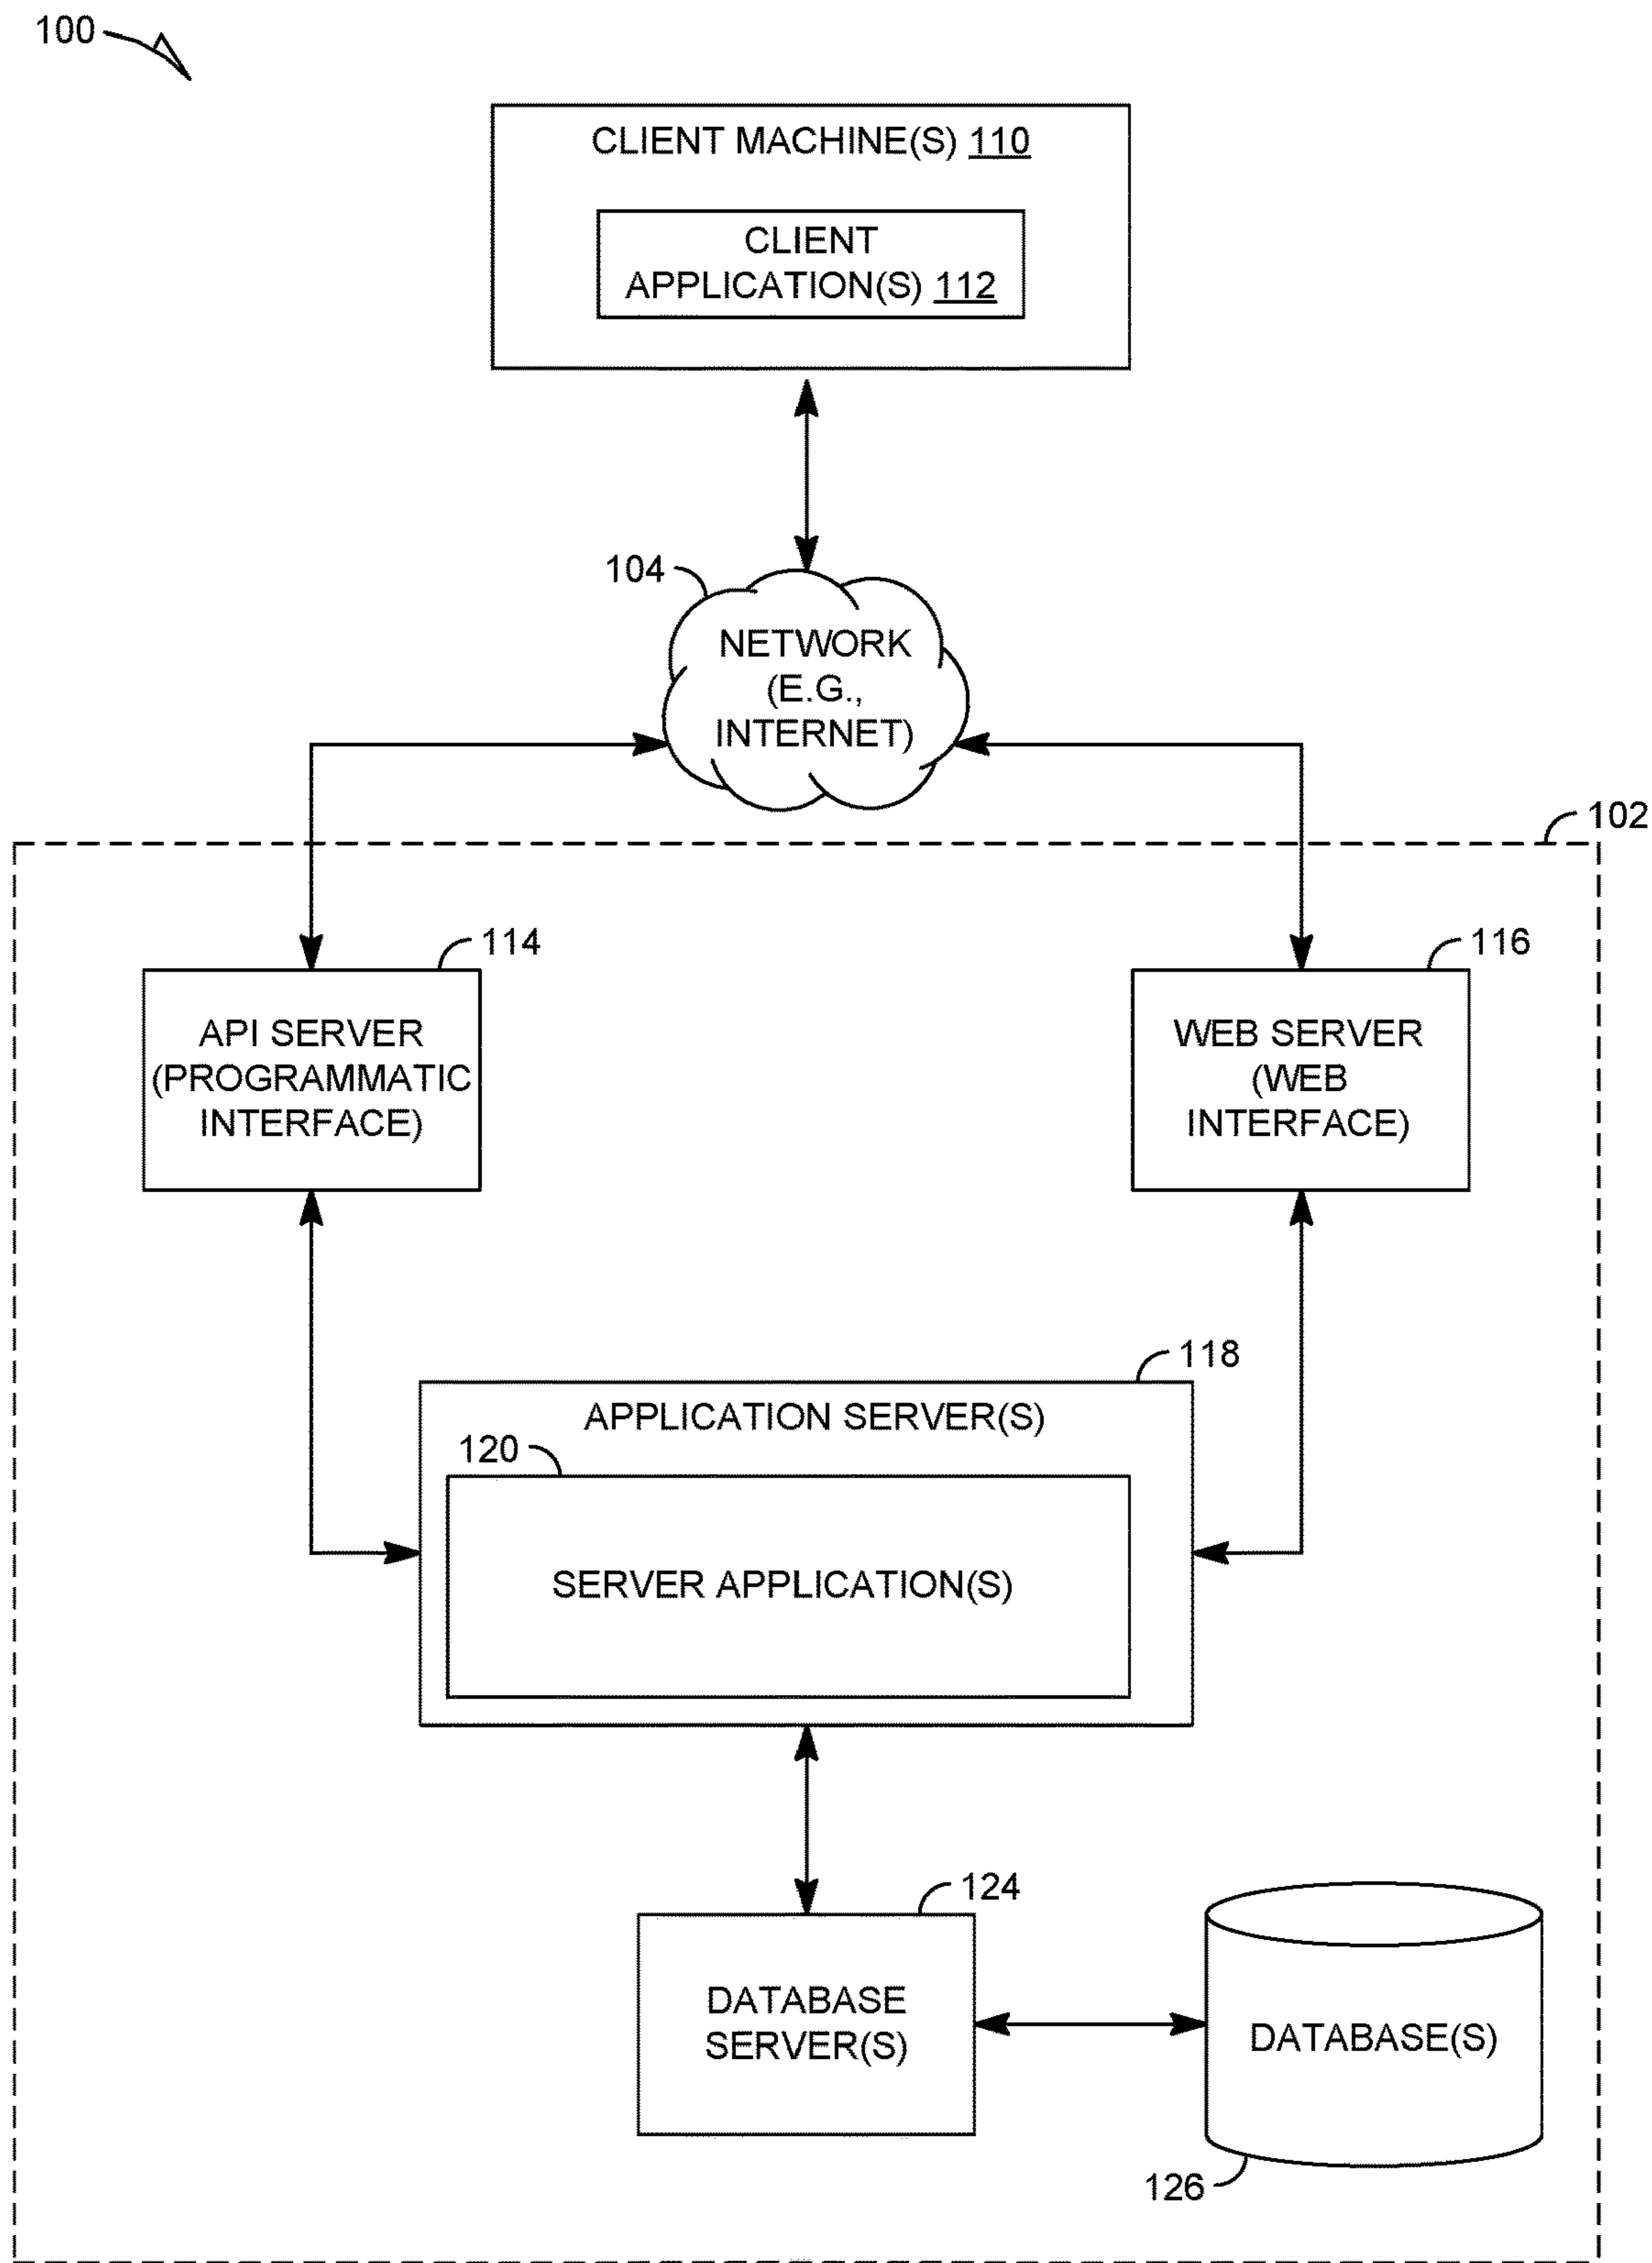 100
CLIENT MACHINE(S) 110
CLIENT
APPLICATION(S) 112
104
NETWORK
(E.G.,
INTERNET)
102
114
API SERVER
(PROGRAMMATIC
INTERFACE)
116
WEB SERVER
(WEB
INTERFACE)
118
APPLICATION SERVER(S)
120
SERVER APPLICATION(S)
124
DATABASE
SERVER(S)
DATABASE(S)
126